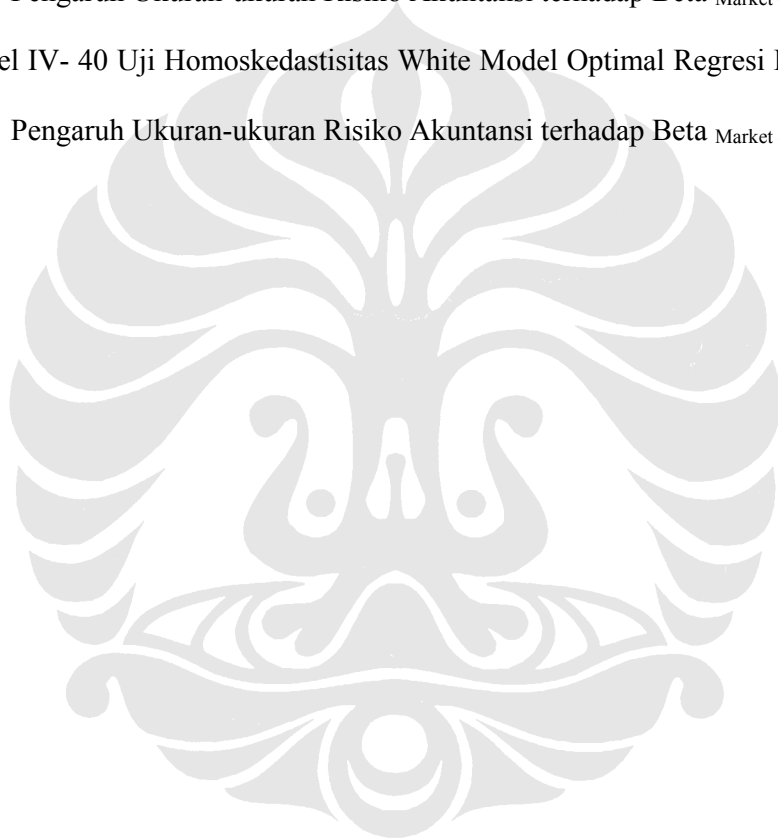 Pengaruh Ukuran-ukuran Risiko Akuntansi terhadap Beta Market
el IV- 40 Uji Homoskedastisitas White Model Optimal Regresi
Pengaruh Ukuran-ukuran Risiko Akuntansi terhadap Beta Market